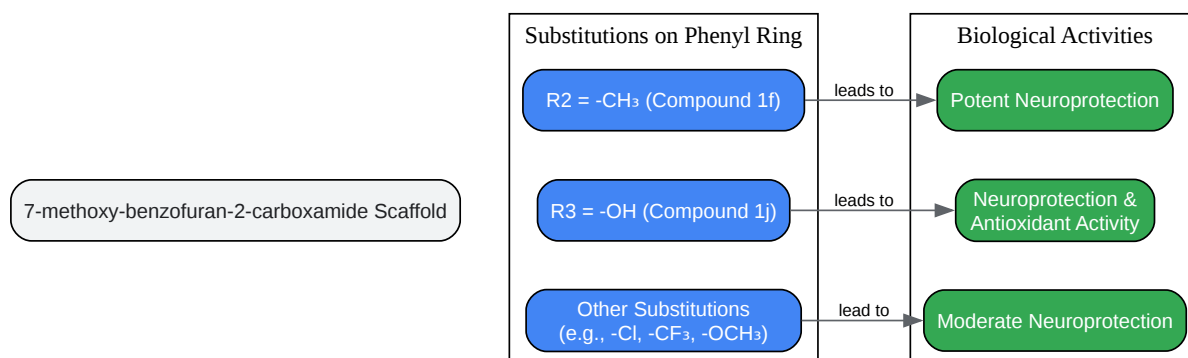 Substitutions on Phenyl Ring
Biological Activities
R2 = -CH₃ (Compound 1f)
leads to
Potent Neuroprotection
7-methoxy-benzofuran-2-carboxamide Scaffold
R3 = -OH (Compound 1j)
leads to
Neuroprotection &
Antioxidant Activity
Other Substitutions
(e.g., -Cl, -CF₃, -OCH₃)
lead to
Moderate Neuroprotection